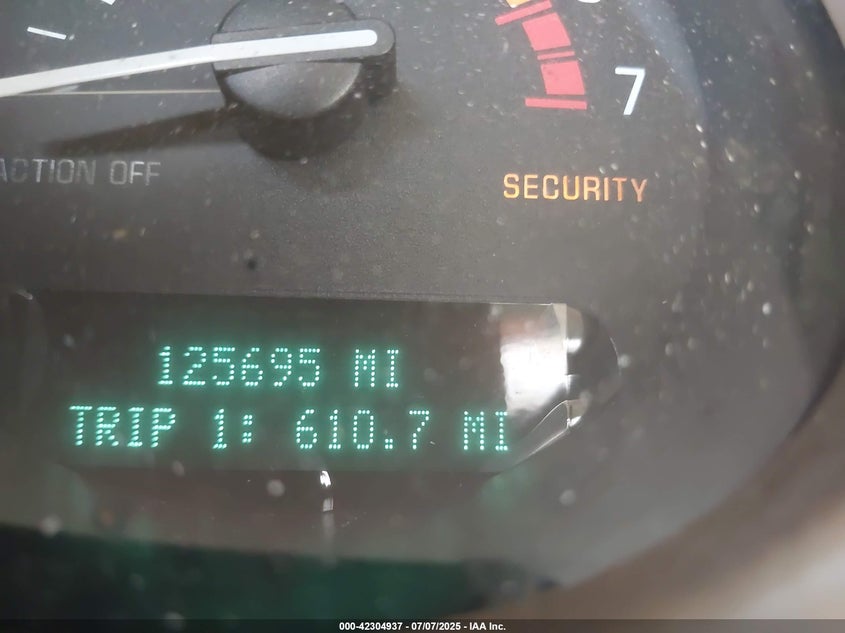 7
ACTION OFF
SECURITY
125695 MI
TRIP 1: 610.7 MI
000-42304937 - 07/07/2025 - IAA Inc.